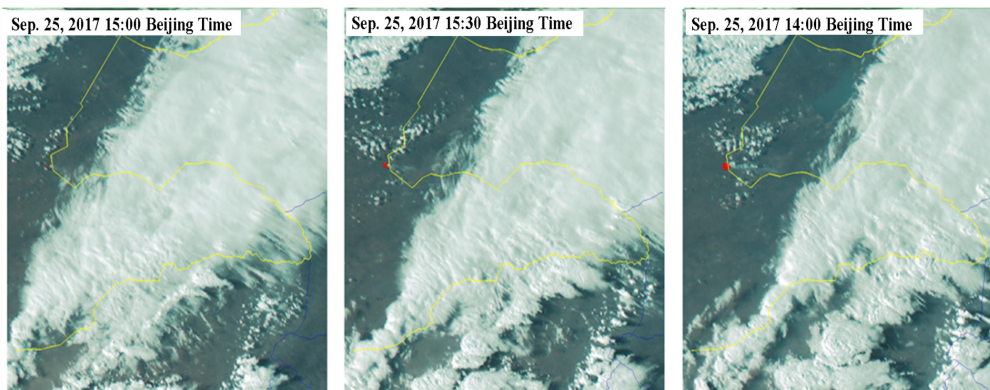 Sep. 25, 2017 15:00 Beijing Time
Sep. 25, 2017 15:30 Beijing Time
Sep. 25, 2017 14:00 Beijing Time